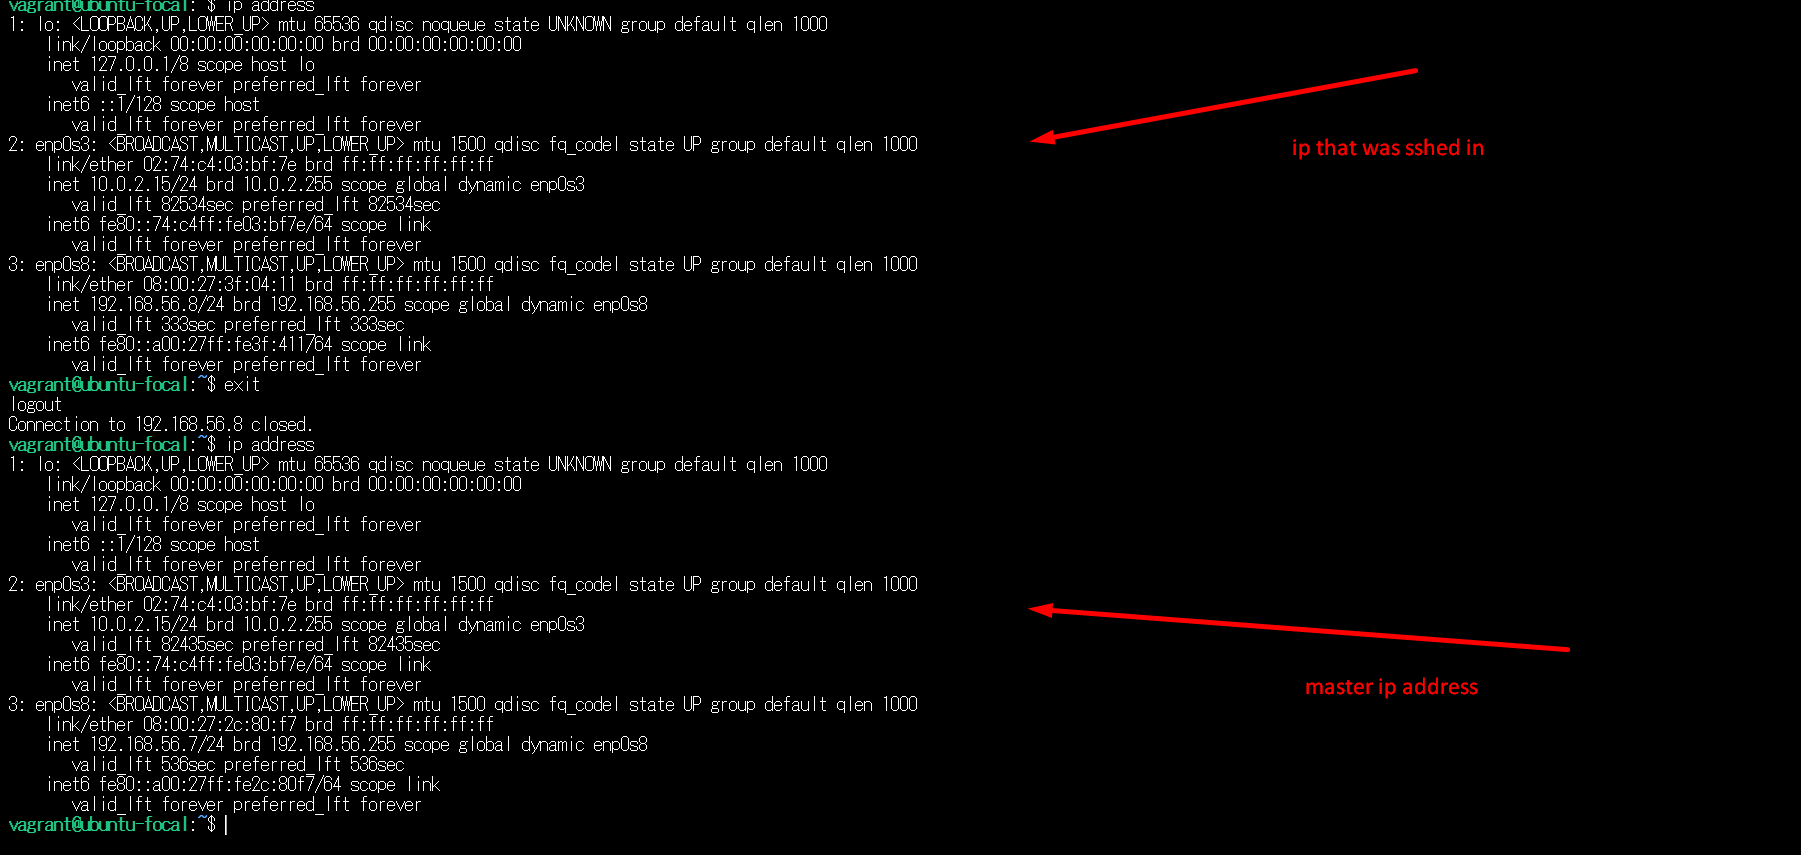 vagrant@ubuntu-focal:~$ ip address
1: lo: <LOOPBACK,UP,LOWER_UP> mtu 65536 qdisc noqueue state UNKNOWN group default qlen 1000
link/loopback 00:00:00:00:00:00 brd 00:00:00:00:00:00
inet 127.0.0.1/8 scope host lo
valid_lft forever preferred_lft forever
inet6 ::1/128 scope host
valid_lft forever preferred_lft forever
2: enp0s3: <BROADCAST,MULTICAST,UP,LOWER_UP> mtu 1500 qdisc fq_codel state UP group default qlen 1000
ip that was sshed in
link/ether 02:74:c4:03:bf:7e brd ff:ff:ff:ff:ff:ff
inet 10.0.2.15/24 brd 10.0.2.255 scope global dynamic enp0s3
valid_lft 82534sec preferred_lft 82534sec
inet6 fe80::74:c4ff:fe03:bf7e/64 scope link
valid_lft forever preferred_lft forever
3: enp0s8: <BROADCAST,MULTICAST,UP,LOWER_UP> mtu 1500 qdisc fq_codel state UP group default qlen 1000
link/ether 08:00:27:3f:04:11 brd ff:ff:ff:ff:ff:ff
inet 192.168.56.8/24 brd 192.168.56.255 scope global dynamic enp0s8
valid_lft 333sec preferred_lft 333sec
inet6 fe80::a00:27ff:fe3f:411/64 scope link
valid_lft forever preferred_lft forever
vagrant@ubuntu-focal:~$ exit
logout
Connection to 192.168.56.8 closed.
vagrant@ubuntu-focal:~$ ip address
1: lo: <LOOPBACK,UP,LOWER_UP> mtu 65536 qdisc noqueue state UNKNOWN group default qlen 1000
link/loopback 00:00:00:00:00:00 brd 00:00:00:00:00:00
inet 127.0.0.1/8 scope host lo
valid_lft forever preferred_lft forever
inet6 ::1/128 scope host
valid_lft forever preferred_lft forever
2: enp0s3: <BROADCAST,MULTICAST,UP,LOWER_UP> mtu 1500 qdisc fq_codel state UP group default qlen 1000
link/ether 02:74:c4:03:bf:7e brd ff:ff:ff:ff:ff:ff
inet 10.0.2.15/24 brd 10.0.2.255 scope global dynamic enp0s3
valid_lft 82435sec preferred_lft 82435sec
inet6 fe80::74:c4ff:fe03:bf7e/64 scope link
valid_lft forever preferred_lft forever
master ip address
3: enp0s8: <BROADCAST,MULTICAST,UP,LOWER_UP> mtu 1500 qdisc fq_codel state UP group default qlen 1000
link/ether 08:00:27:2c:80:f7 brd ff:ff:ff:ff:ff:ff
inet 192.168.56.7/24 brd 192.168.56.255 scope global dynamic enp0s8
valid_lft 536sec preferred_lft 536sec
inet6 fe80::a00:27ff:fe2c:80f7/64 scope link
valid_lft forever preferred_lft forever
vagrant@ubuntu-focal:~$